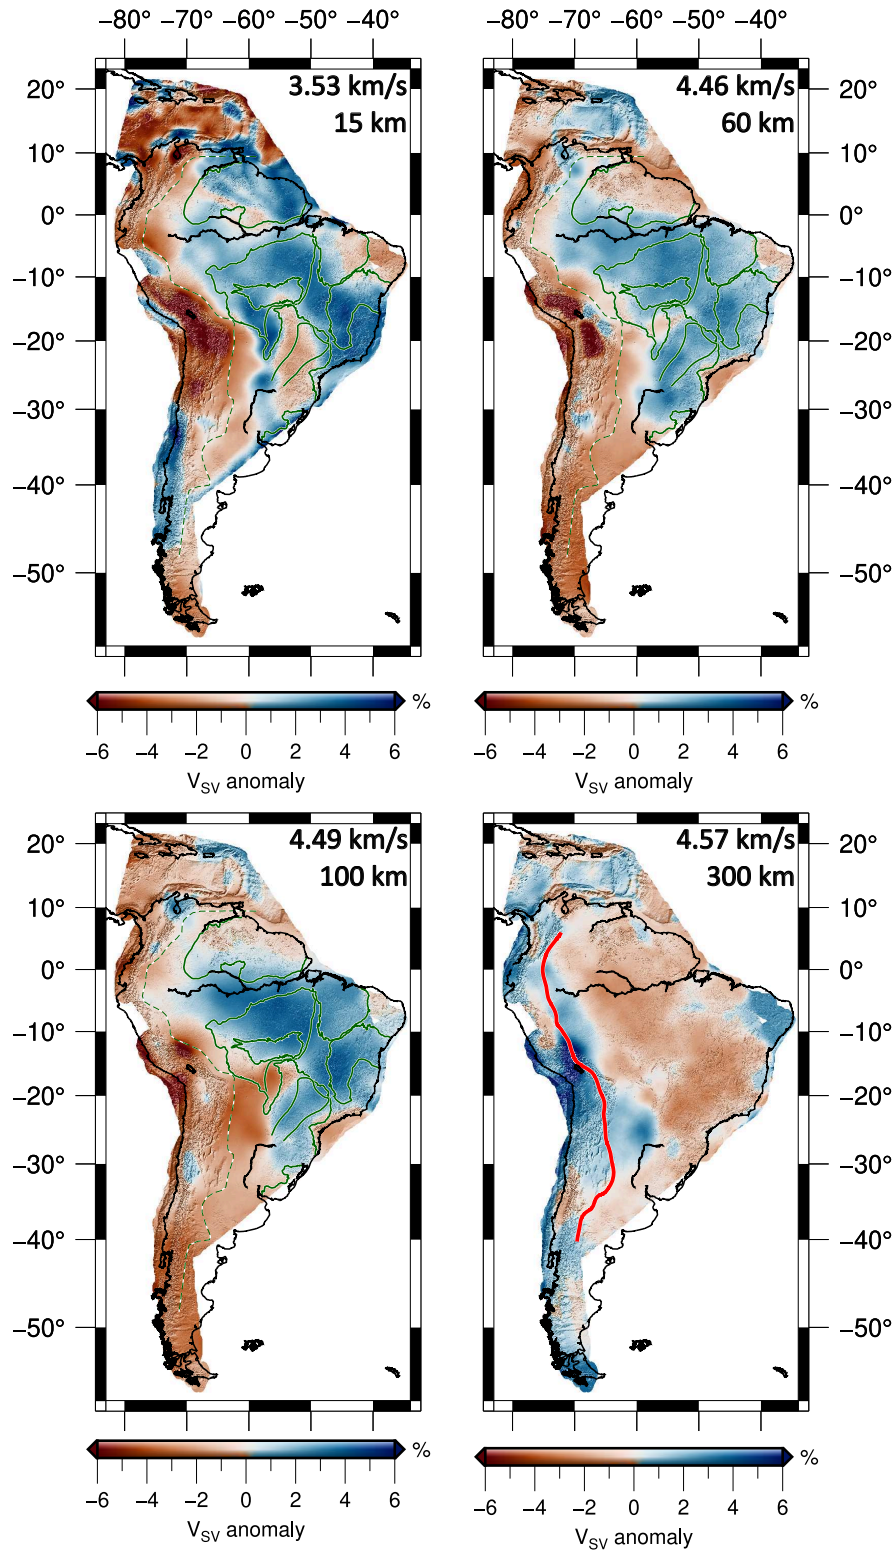 −80° −70° −60° −50° −40° −80° −70° −60° −50° −40°
20° 3.53 km/s 4.46 km/s 20°
15 km 60 km
10° 10°
0° 0°
−10° −10°
−20° −20°
−30° −30°
−40° −40°
−50° −50°
% %
−6 −4 −2 0 2 4 6 −6 −4 −2 0 2 4 6
V_SV anomaly V_SV anomaly
20° 4.49 km/s 4.57 km/s 20°
100 km 300 km
10° 10°
0° 0°
−10° −10°
−20° −20°
−30° −30°
−40° −40°
−50° −50°
% %
−6 −4 −2 0 2 4 6 −6 −4 −2 0 2 4 6
V_SV anomaly V_SV anomaly